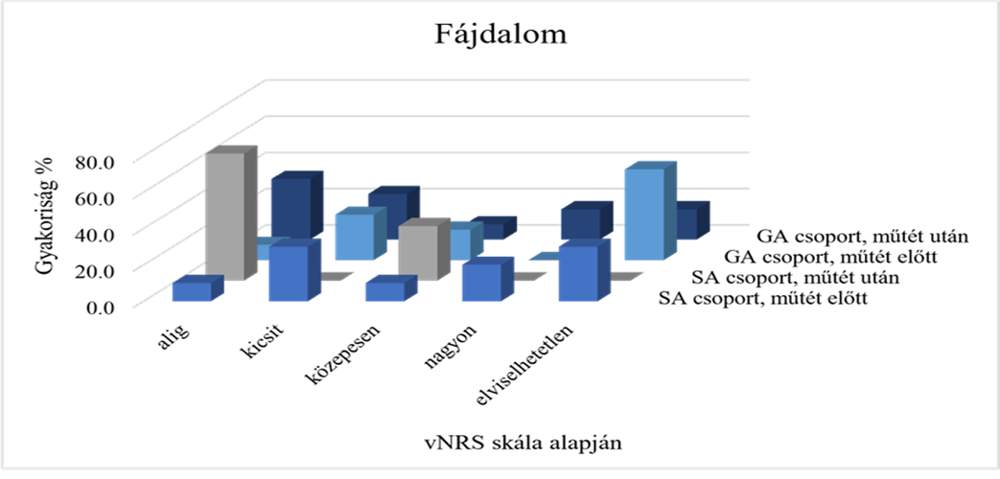 Fájdalom
Gyakoriság %
80.0
60.0
40.0
20.0
0.0
alig
kicsit
közepesen
nagyon
elviselhetetlen
GA csoport, műtét után
GA csoport, műtét előtt
SA csoport, műtét után
SA csoport, műtét előtt
vNRS skála alapján